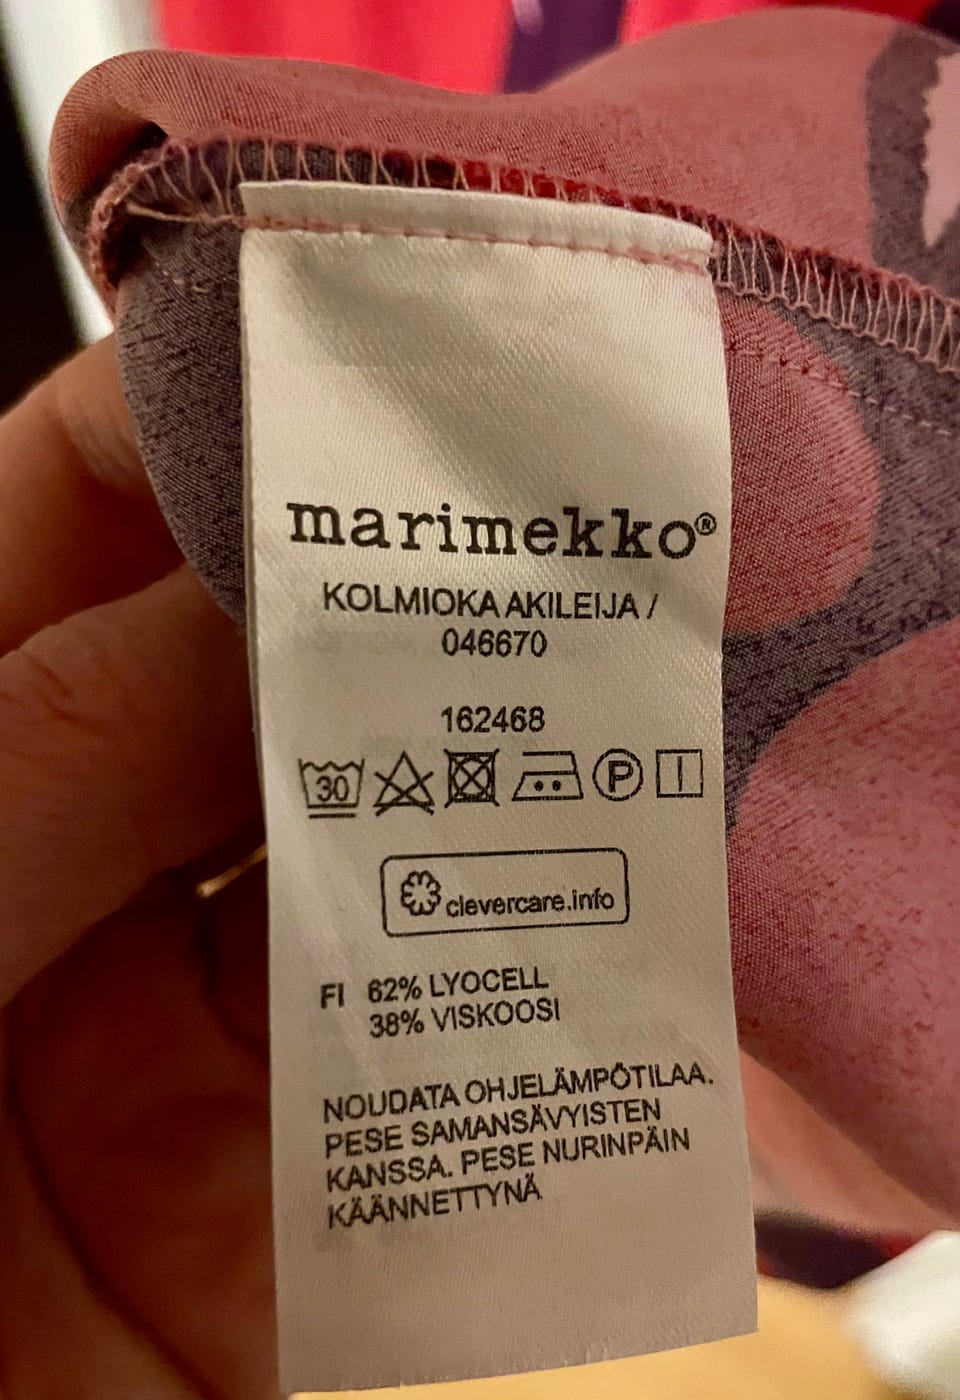 marimekko®
KOLMIOKA AKILEIJA /
046670
162468
30 P
clevercare.info
FI 62% LYOCELL
38% VISKOOSI
NOUDATA OHJELÄMPÖTILAA.
PESE SAMANSÄVYISTEN
KANSSA. PESE NURINPÄIN
KÄÄNNETTYNÄ